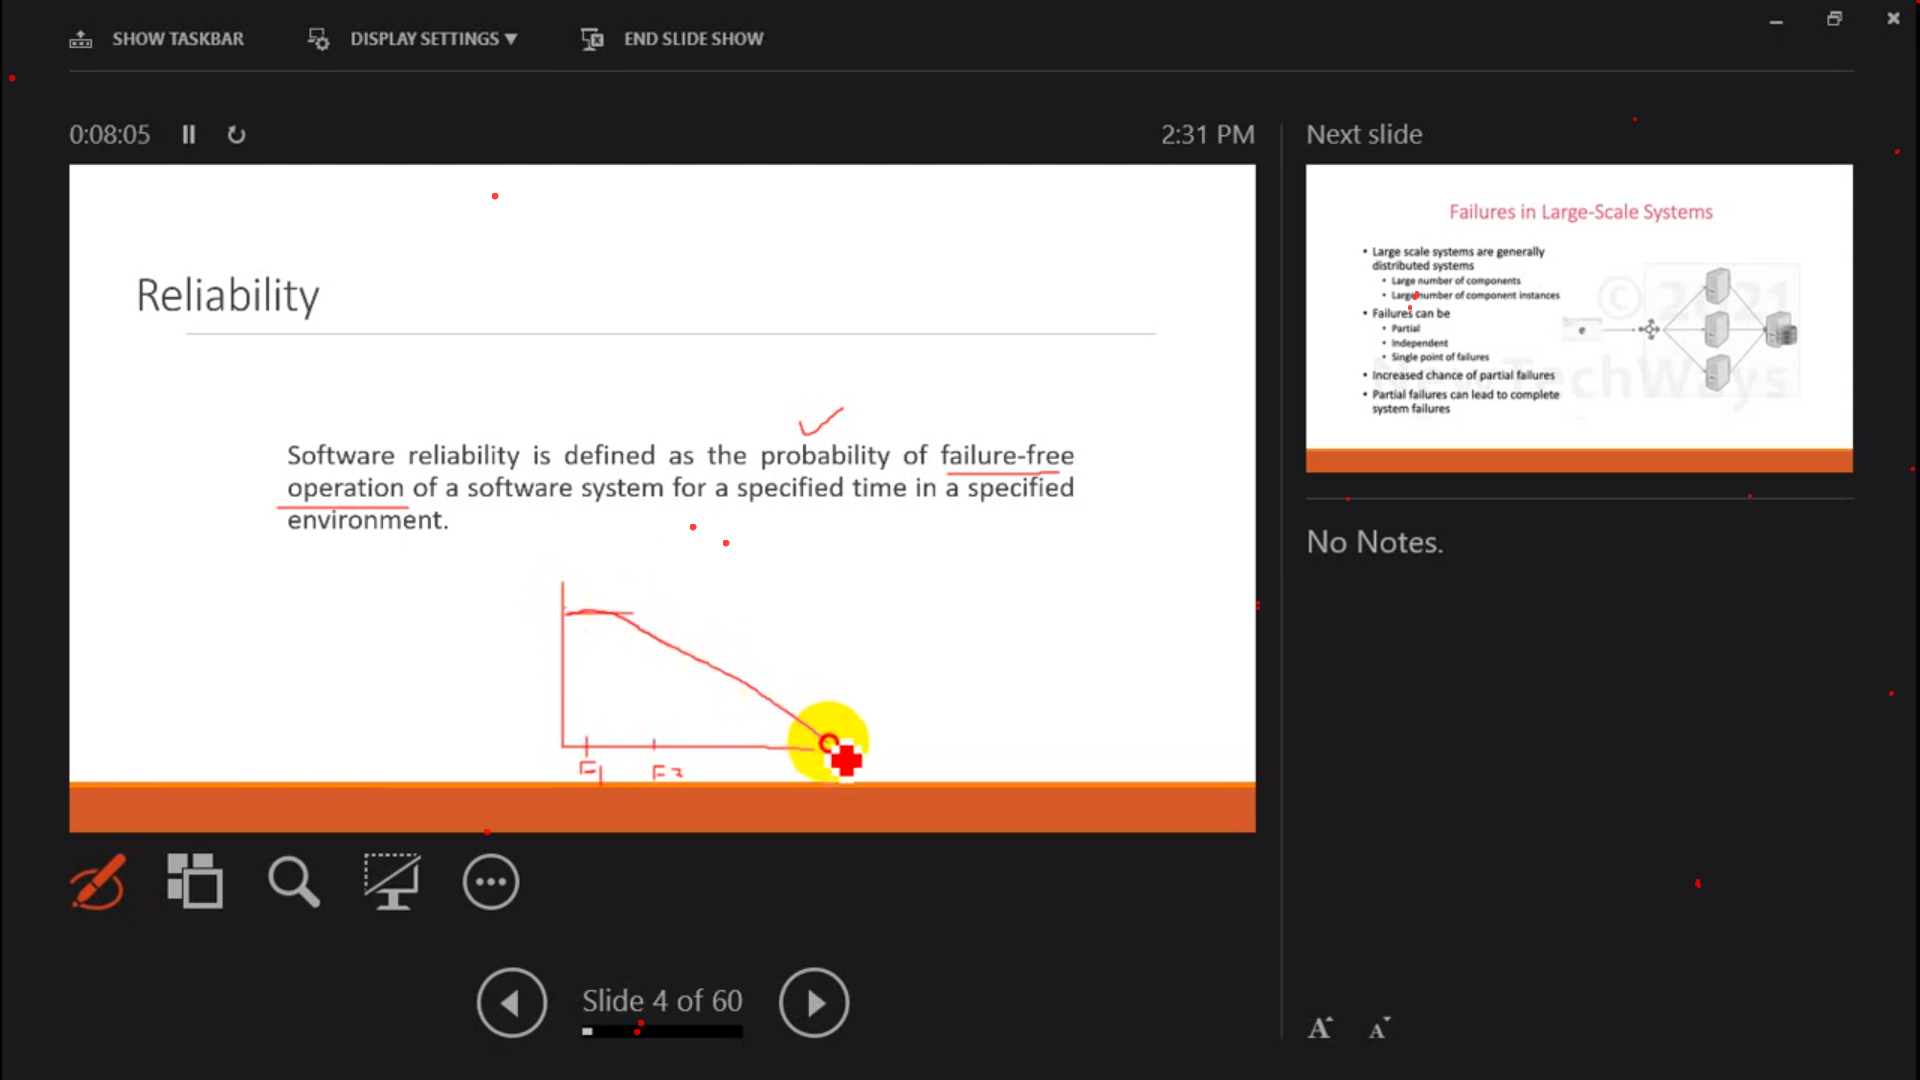 SHOW TASKBAR
DISPLAY SETTINGS ▼
END SLIDE SHOW
0:08:05
2:31 PM
Reliability
Software reliability is defined as the probability of failure-free
operation of a software system for a specified time in a specified
environment.
F1
F2
Slide 4 of 60
Next slide
Failures in Large-Scale Systems
• Large scale systems are generally
distributed systems
• Large number of components
• Large number of component instances
• Failures can be
• Partial
• Independent
• Single point of failures
• Increased chance of partial failures
• Partial failures can lead to complete
system failures
© 2021
NewTechWays
No Notes.
A
A